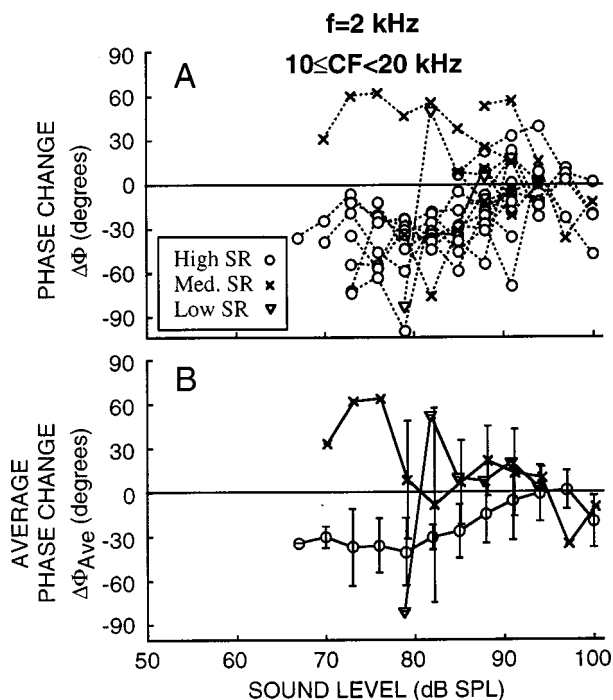 f=2 kHz
10≤CF<20 kHz
A
90
60
30
0
-30
-60
-90
PHASE CHANGE
ΔΦ (degrees)
High SR
Med. SR
Low SR
B
90
60
30
0
-30
-60
-90
AVERAGE
PHASE CHANGE
ΔΦAve (degrees)
50 60 70 80 90 100
SOUND LEVEL (dB SPL)